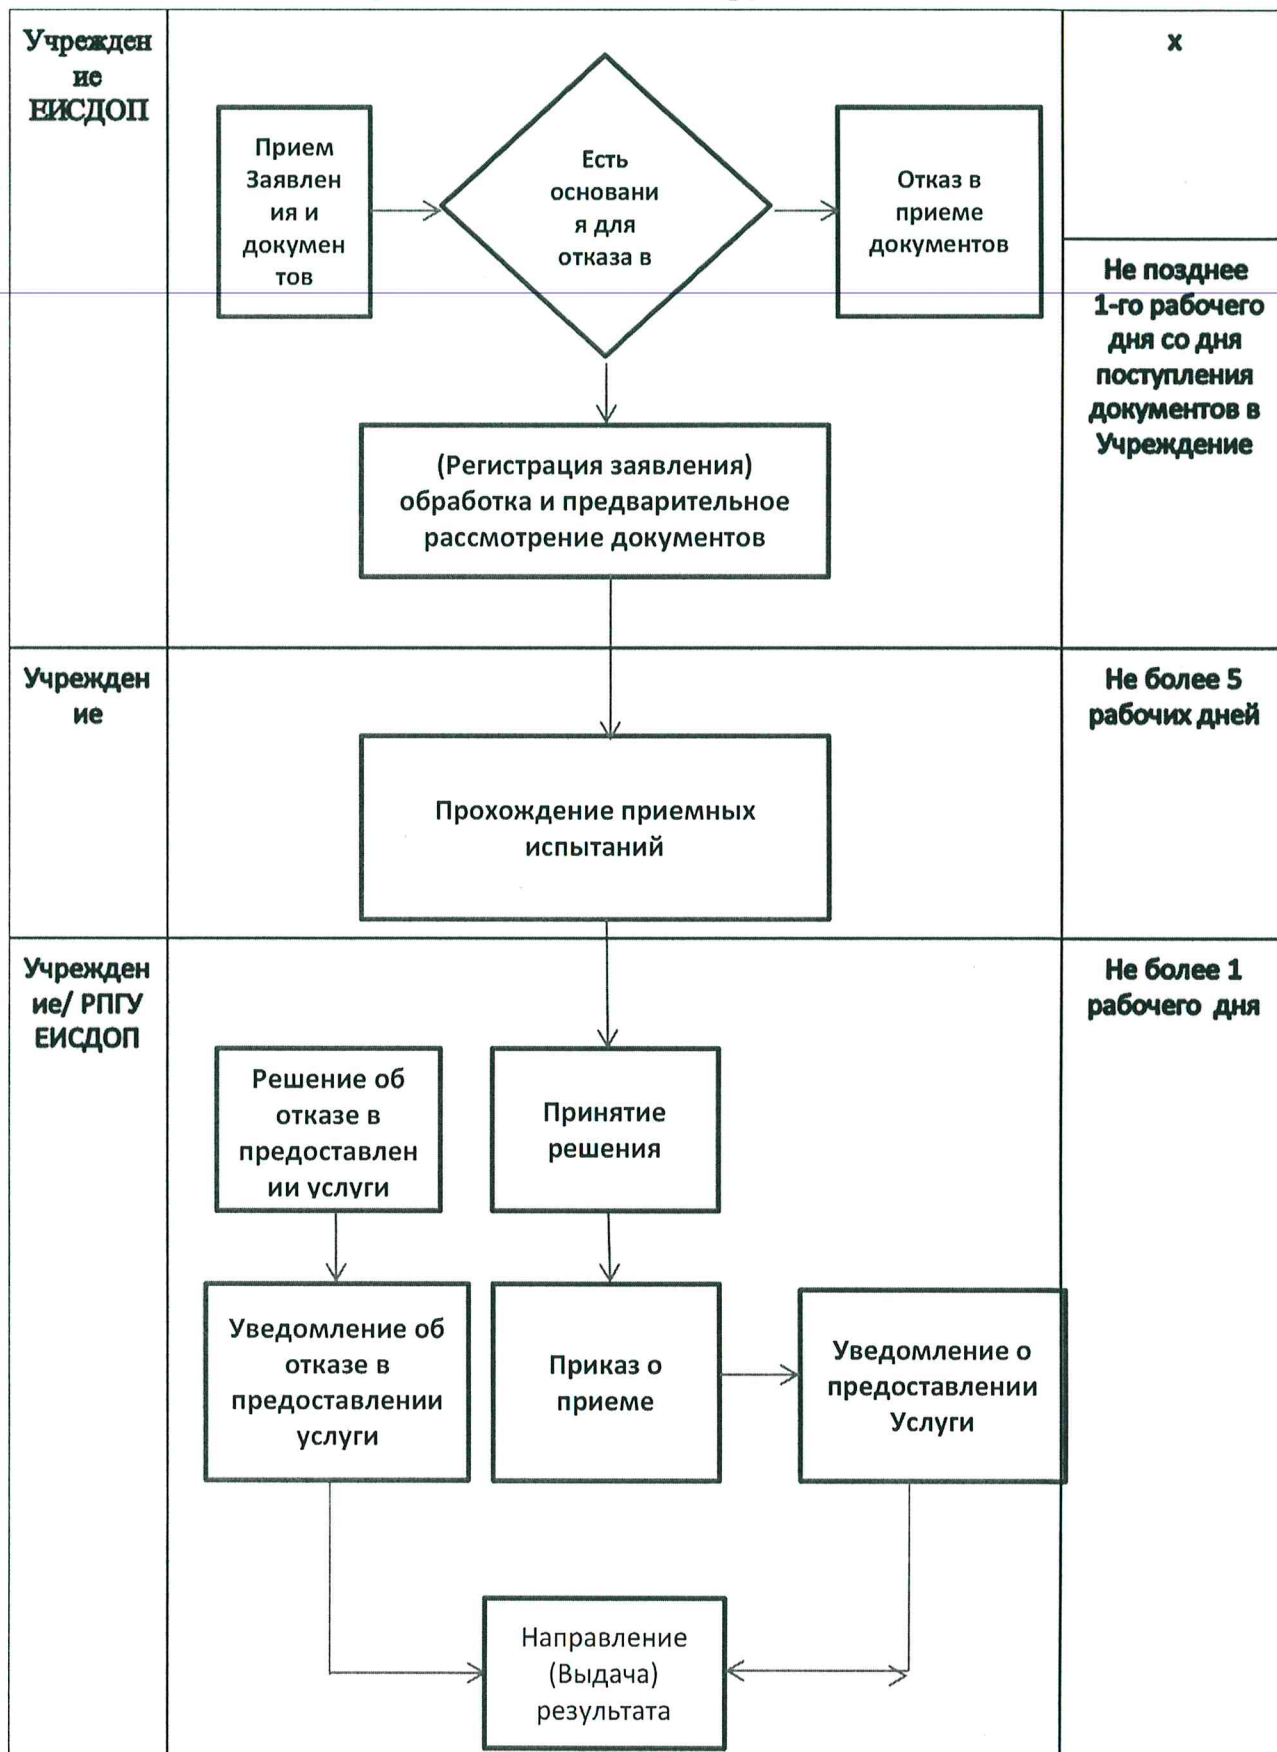 Учрежден
ие
ЕИСДОП
Прием
Заявлен
ия и
докумен
тов
Есть
основани
я для
отказа в
Отказ в
приеме
документов
х
Не позднее
1-го рабочего
дня со дня
поступления
документов в
Учреждение
(Регистрация заявления)
обработка и предварительное
рассмотрение документов
Учрежден
ие
Прохождение приемных
испытаний
Не более 5
рабочих дней
Учрежден
ие/ РПГУ
ЕИСДОП
Решение об
отказе в
предоставлен
ии услуги
Принятие
решения
Не более 1
рабочего дня
Уведомление об
отказе в
предоставлении
услуги
Приказ о
приеме
Уведомление о
предоставлении
Услуги
Направление
(Выдача)
результата